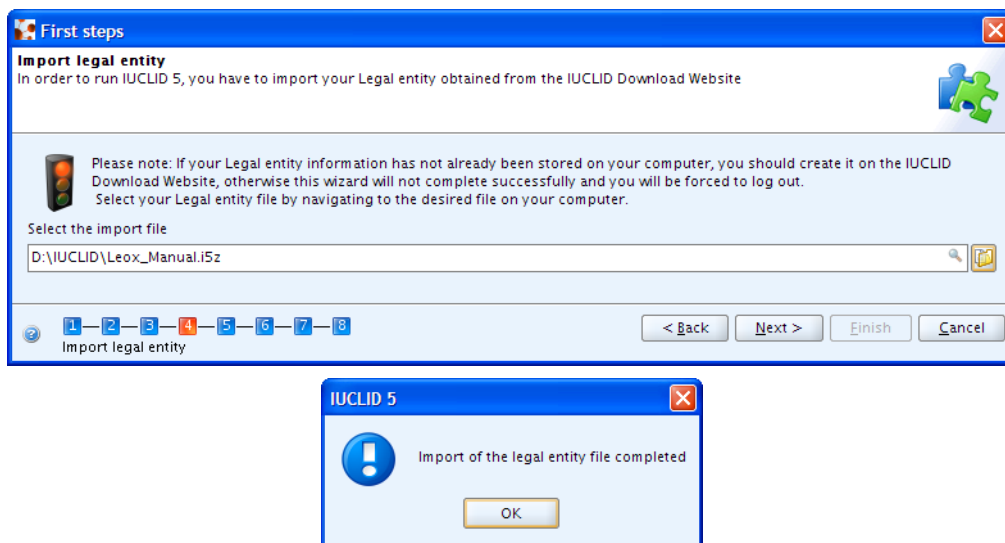 First steps
Import legal entity
In order to run IUCLID 5, you have to import your Legal entity obtained from the IUCLID Download Website
Please note: If your Legal entity information has not already been stored on your computer, you should create it on the IUCLID
Download Website, otherwise this wizard will not complete successfully and you will be forced to log out.
Select your Legal entity file by navigating to the desired file on your computer.
Select the import file
D:\IUCLID\Leox_Manual.i5z
1 2 3 4 5 6 7 8
Import legal entity
< Back Next > Finish Cancel
IUCLID 5
Import of the legal entity file completed
OK